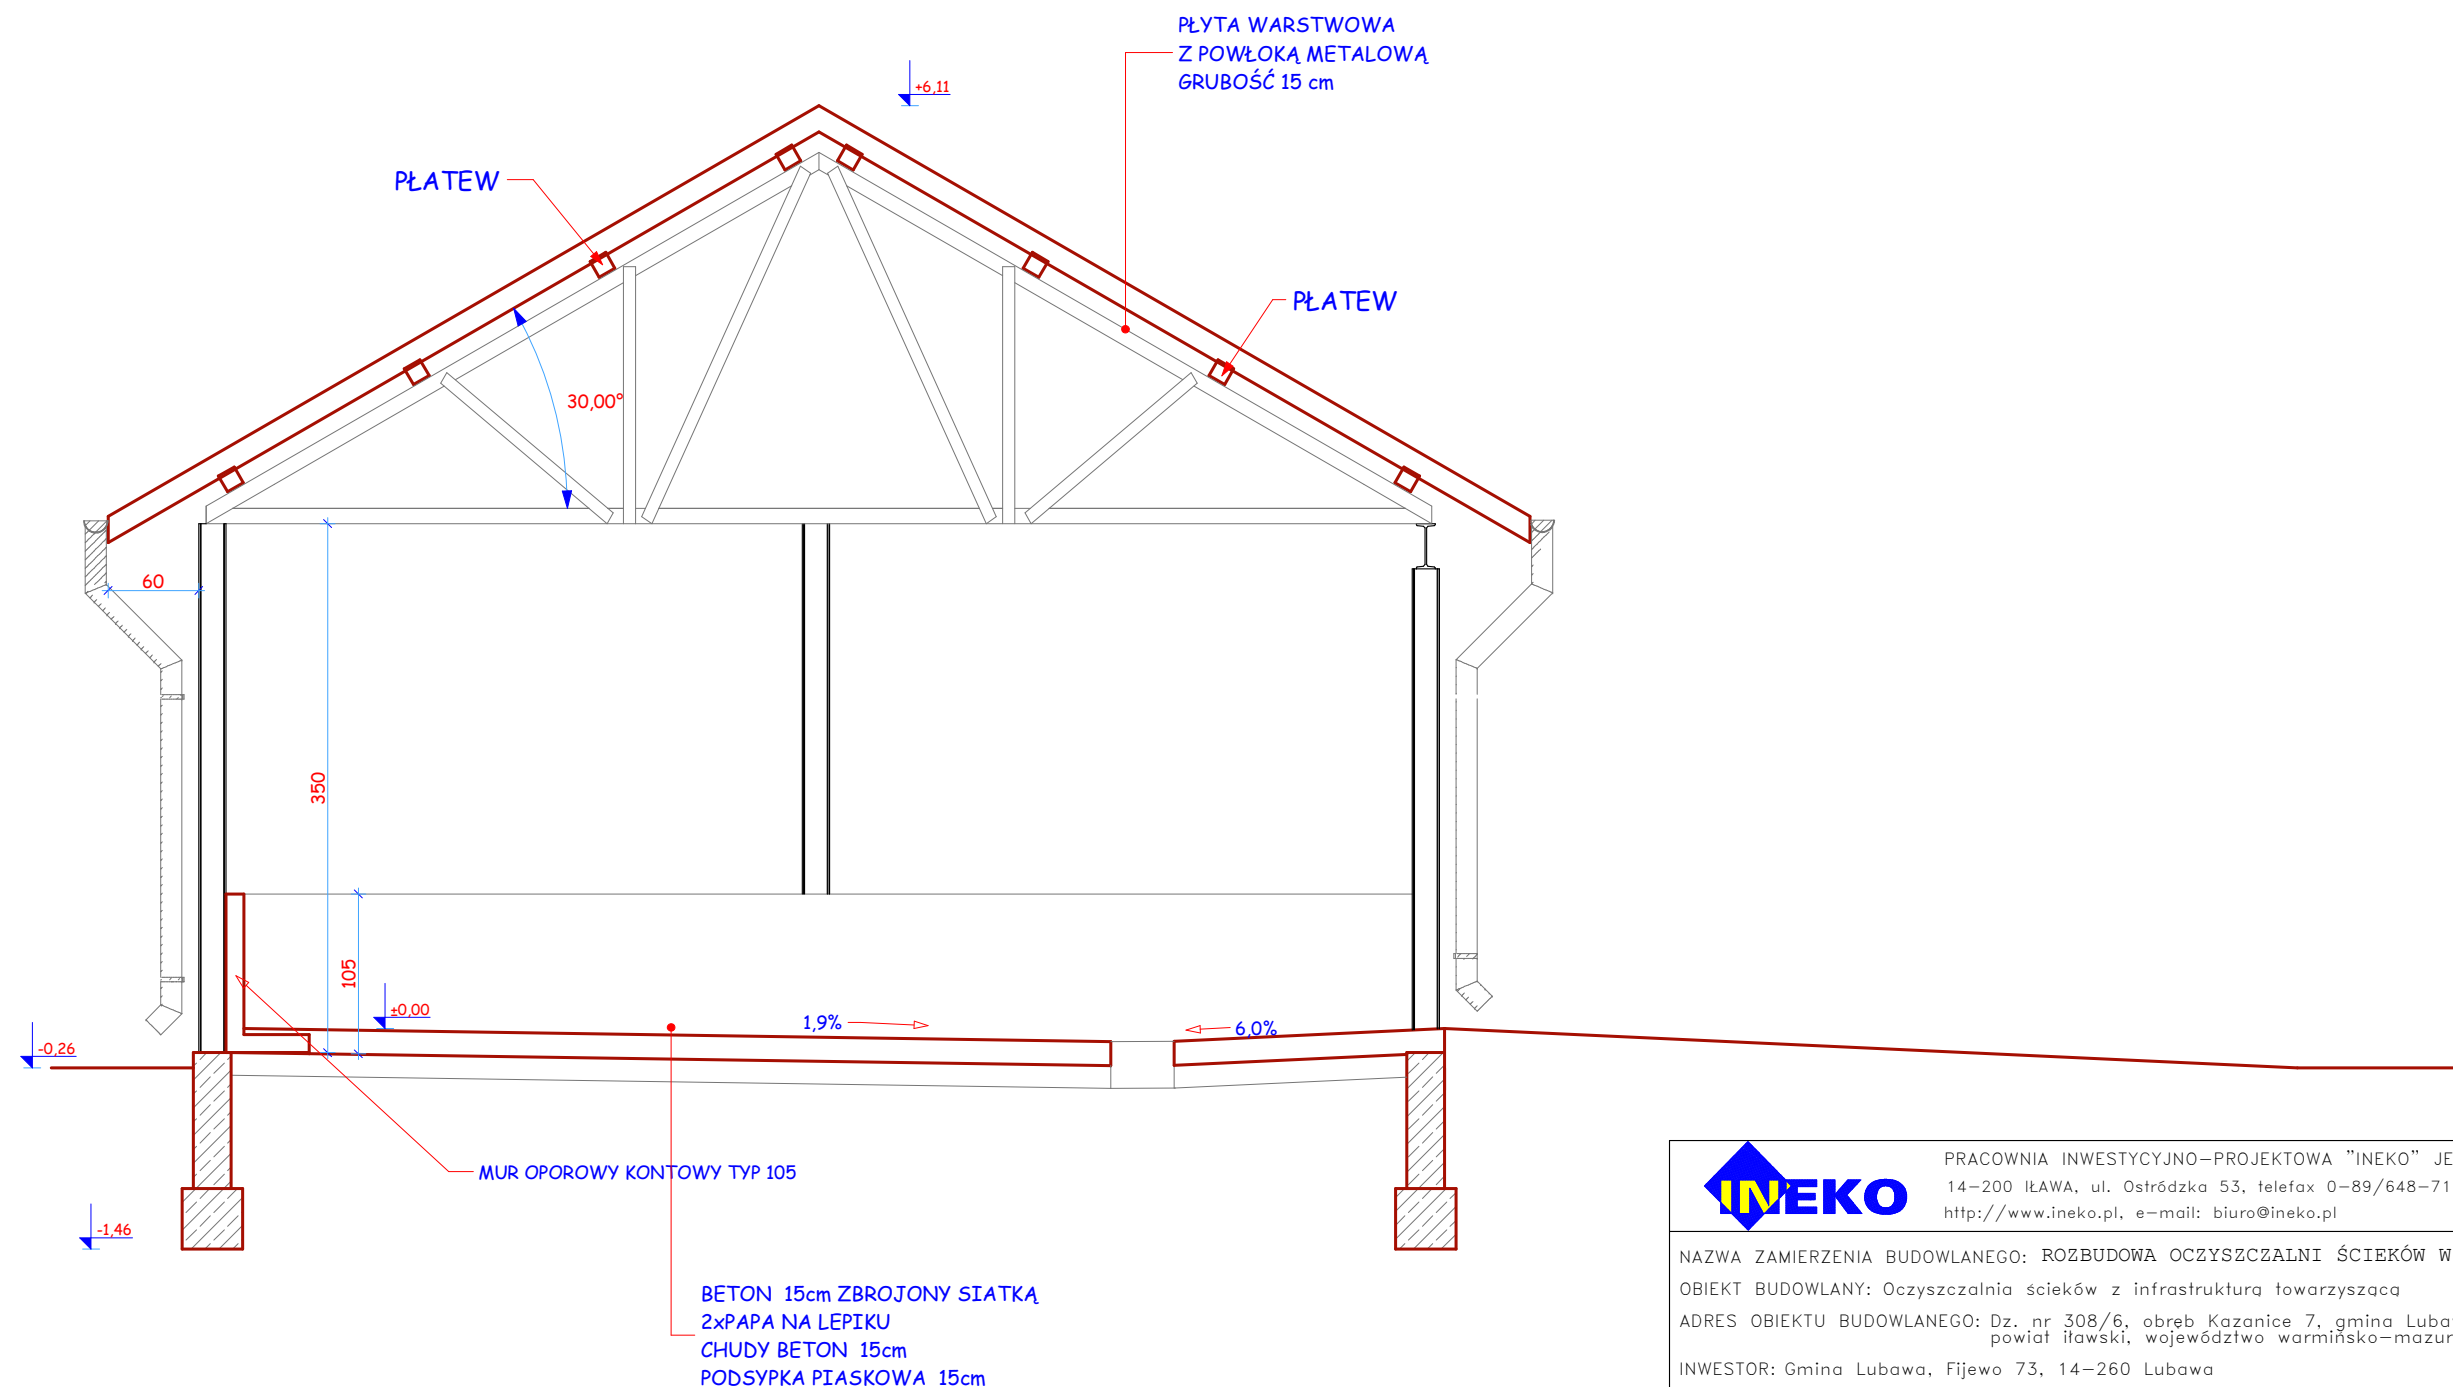 PŁYTA WARSTWOWA
Z POWŁOKĄ METALOWĄ
GRUBOŚĆ 15 cm
+6,11
PŁATEW
PŁATEW
30,00°
60
350
105
±0,00
1,9%
6,0%
-0,26
-1,46
MUR OPOROWY KONTOWY TYP 105
BETON 15cm ZBROJONY SIATKĄ
2xPAPA NA LEPIKU
CHUDY BETON 15cm
PODSYPKA PIASKOWA 15cm
INEKO
PRACOWNIA INWESTYCYJNO-PROJEKTOWA "INEKO" JE
14-200 IŁAWA, ul. Ostródzka 53, telefax 0-89/648-71
http://www.ineko.pl, e-mail: biuro@ineko.pl
NAZWA ZAMIERZENIA BUDOWLANEGO: ROZBUDOWA OCZYSZCZALNI ŚCIEKÓW W
OBIEKT BUDOWLANY: Oczyszczalnia ścieków z infrastrukturą towarzyszącą
ADRES OBIEKTU BUDOWLANEGO: Dz. nr 308/6, obręb Kazanice 7, gmina Luba
powiat iławski, województwo warmińsko-mazur
INWESTOR: Gmina Lubawa, Fijewo 73, 14-260 Lubawa